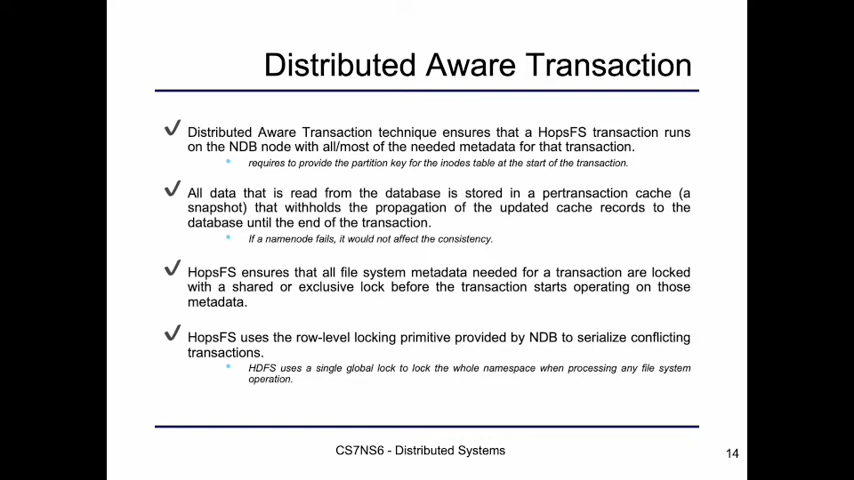 Distributed Aware Transaction
✓ Distributed Aware Transaction technique ensures that a HopsFS transaction runs
on the NDB node with all/most of the needed metadata for that transaction.
• requires to provide the partition key for the inodes table at the start of the transaction.
✓ All data that is read from the database is stored in a pertransaction cache (a
snapshot) that withholds the propagation of the updated cache records to the
database until the end of the transaction.
• If a namenode fails, it would not affect the consistency.
✓ HopsFS ensures that all file system metadata needed for a transaction are locked
with a shared or exclusive lock before the transaction starts operating on those
metadata.
✓ HopsFS uses the row-level locking primitive provided by NDB to serialize conflicting
transactions.
• HDFS uses a single global lock to lock the whole namespace when processing any file system
operation.
CS7NS6 - Distributed Systems
14